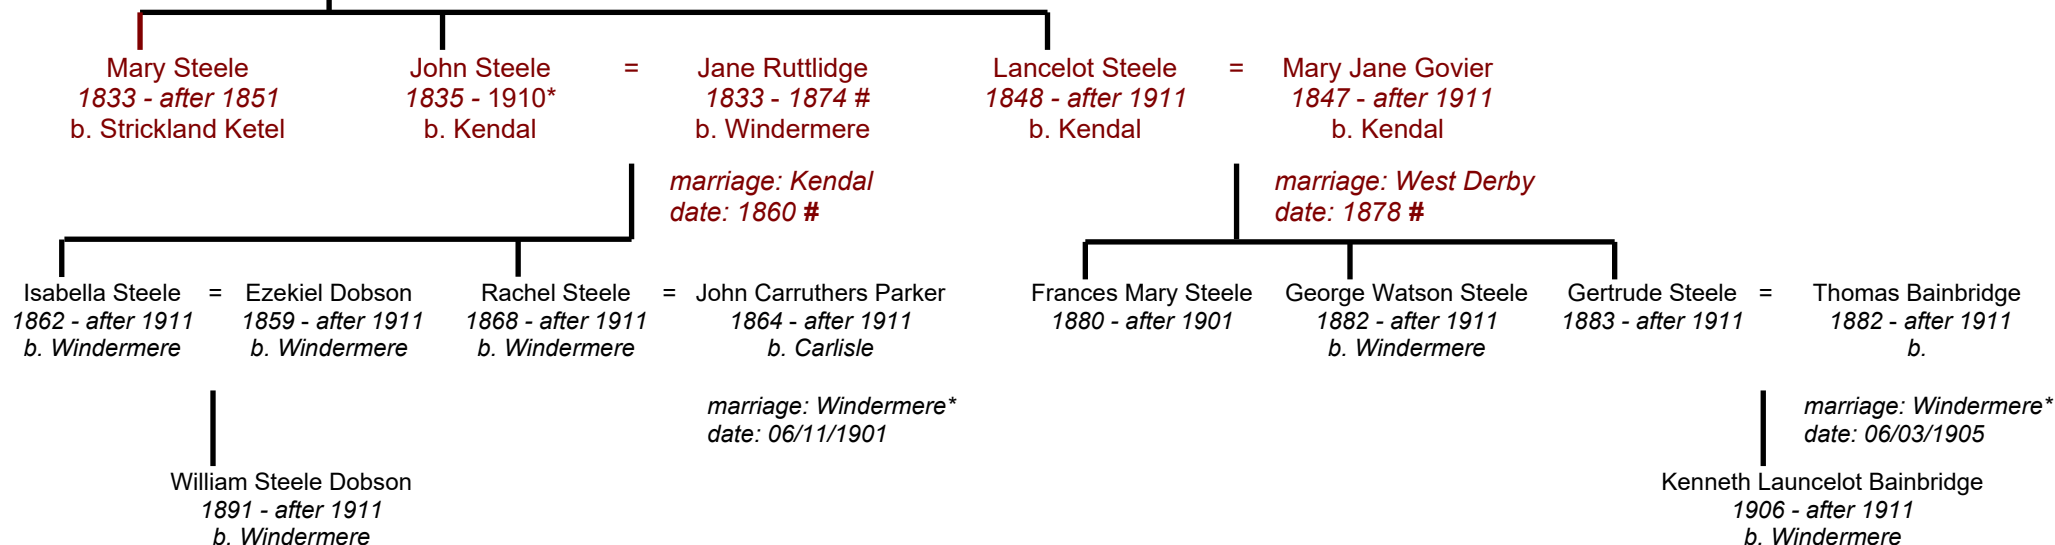 Mary Steele
1833 - after 1851
b. Strickland Ketel
John Steele
1835 - 1910*
b. Kendal
=
Jane Ruttlidge
1833 - 1874 #
b. Windermere
Lancelot Steele
1848 - after 1911
b. Kendal
=
Mary Jane Govier
1847 - after 1911
b. Kendal
marriage: Kendal
date: 1860 #
marriage: West Derby
date: 1878 #
Isabella Steele
1862 - after 1911
b. Windermere
=
Ezekiel Dobson
1859 - after 1911
b. Windermere
Rachel Steele
1868 - after 1911
b. Windermere
=
John Carruthers Parker
1864 - after 1911
b. Carlisle
Frances Mary Steele
1880 - after 1901
George Watson Steele
1882 - after 1911
b. Windermere
Gertrude Steele
1883 - after 1911
=
Thomas Bainbridge
1882 - after 1911
b.
marriage: Windermere*
date: 06/11/1901
marriage: Windermere*
date: 06/03/1905
William Steele Dobson
1891 - after 1911
b. Windermere
Kenneth Launcelot Bainbridge
1906 - after 1911
b. Windermere